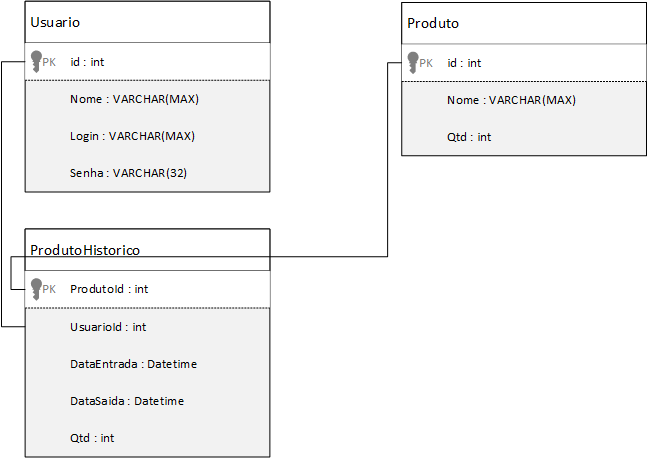 Usuario
PK id : int
Nome : VARCHAR(MAX)
Login : VARCHAR(MAX)
Senha : VARCHAR(32)
Produto
PK id : int
Nome : VARCHAR(MAX)
Qtd : int
ProdutoHistorico
PK ProdutoId : int
UsuarioId : int
DataEntrada : Datetime
DataSaida : Datetime
Qtd : int